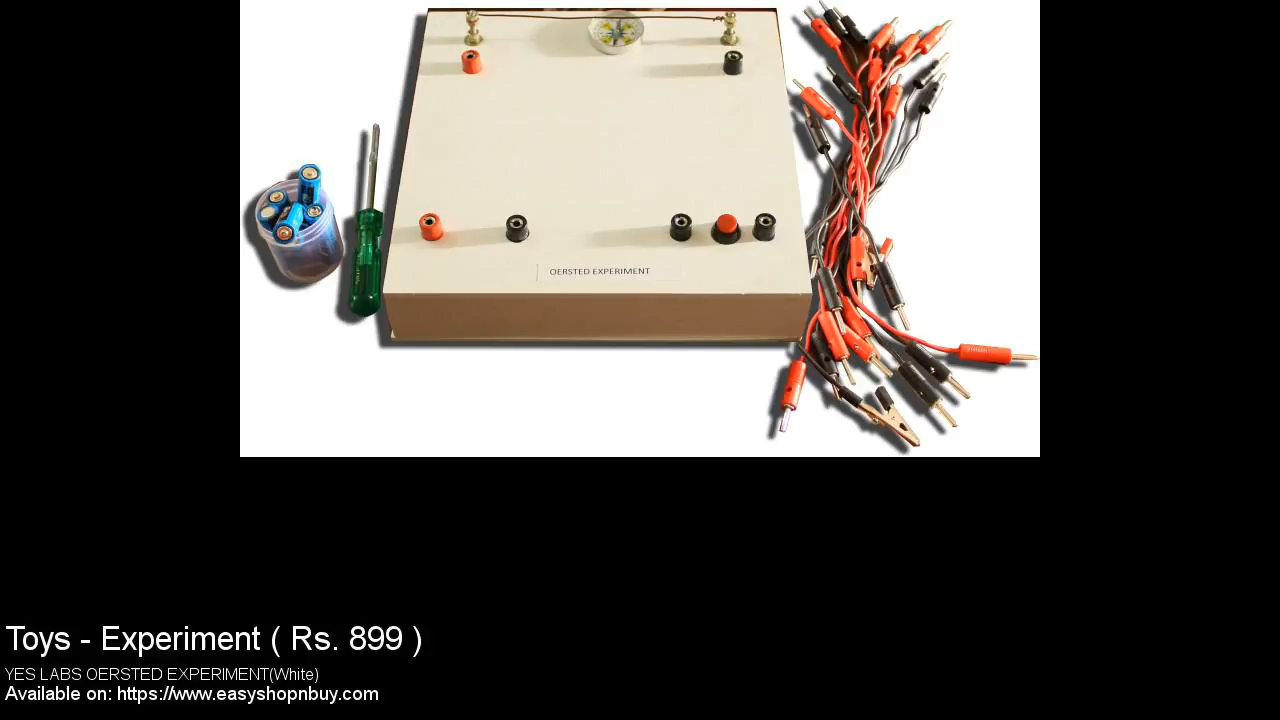 OERSTED EXPERIMENT
Toys - Experiment ( Rs. 899 )
YES LABS OERSTED EXPERIMENT(White)
Available on: https://www.easyshopnbuy.com